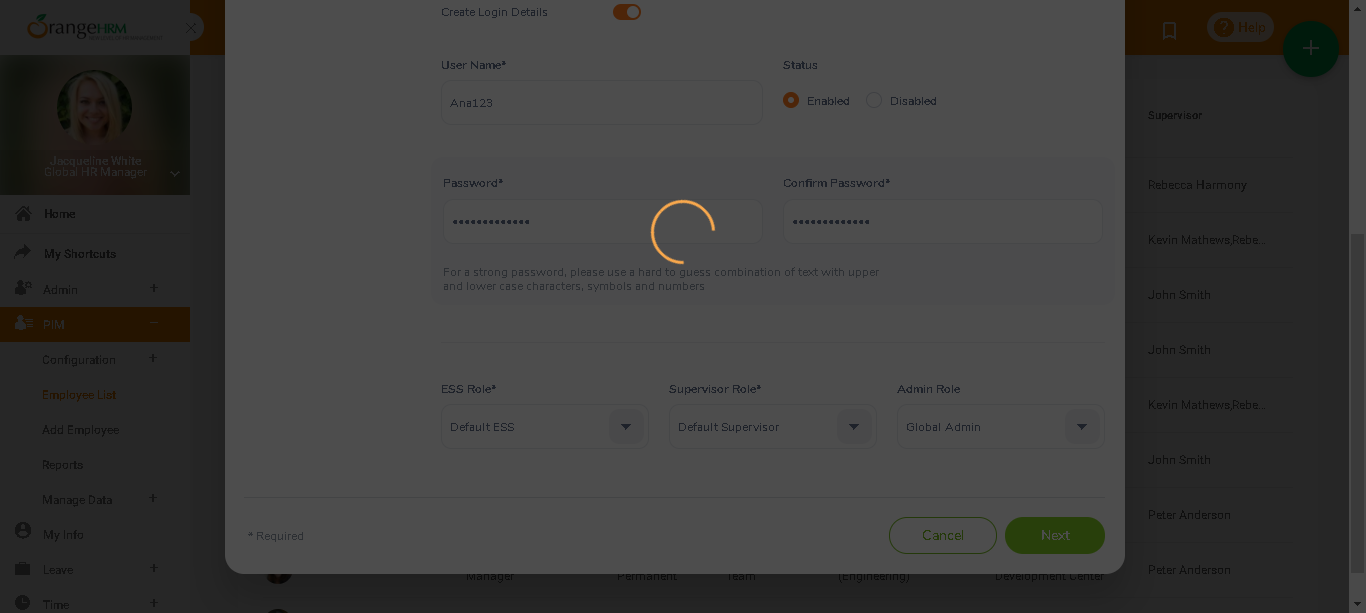 OrangeHRM
Jacqueline White
Global HR Manager
Home
My Shortcuts
Admin
PIM
Configuration
Employee List
Add Employee
Reports
Manage Data
My Info
Leave
Time
Create Login Details
User Name*
Status
Ana123
Enabled
Disabled
Password*
Confirm Password*
For a strong password, please use a hard to guess combination of text with upper
and lower case characters, symbols and numbers
ESS Role*
Supervisor Role*
Admin Role
Default ESS
Default Supervisor
Global Admin
* Required
Cancel
Next
Manager
Permanent
Team
(Engineering)
Development Center
Help
Supervisor
Rebecca Harmony
Kevin Mathews,Rebe...
John Smith
John Smith
Kevin Mathews,Rebe...
John Smith
Peter Anderson
Peter Anderson